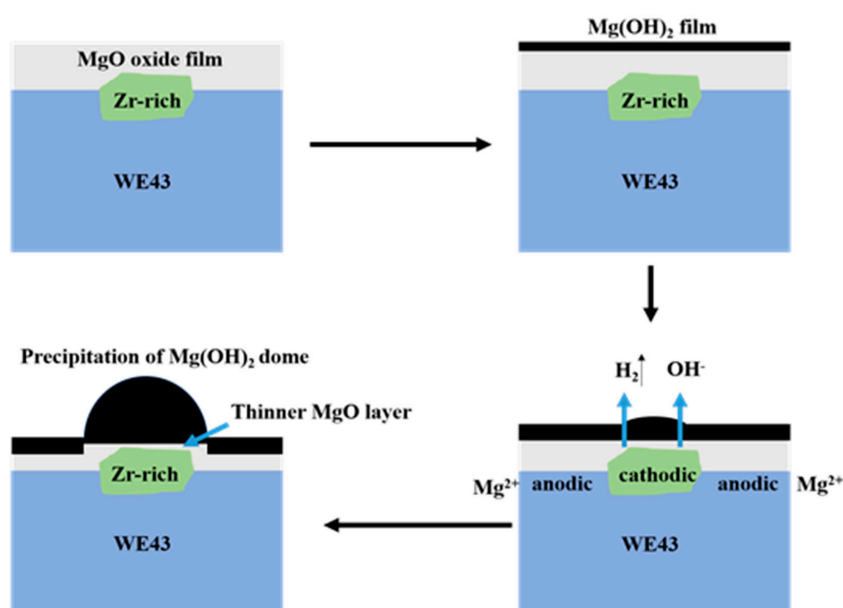 MgO oxide film
Zr-rich
WE43
Mg(OH)₂ film
Zr-rich
WE43
H₂ OH⁻
Mg²⁺ anodic cathodic anodic Mg²⁺
WE43
Precipitation of Mg(OH)₂ dome
Thinner MgO layer
Zr-rich
WE43